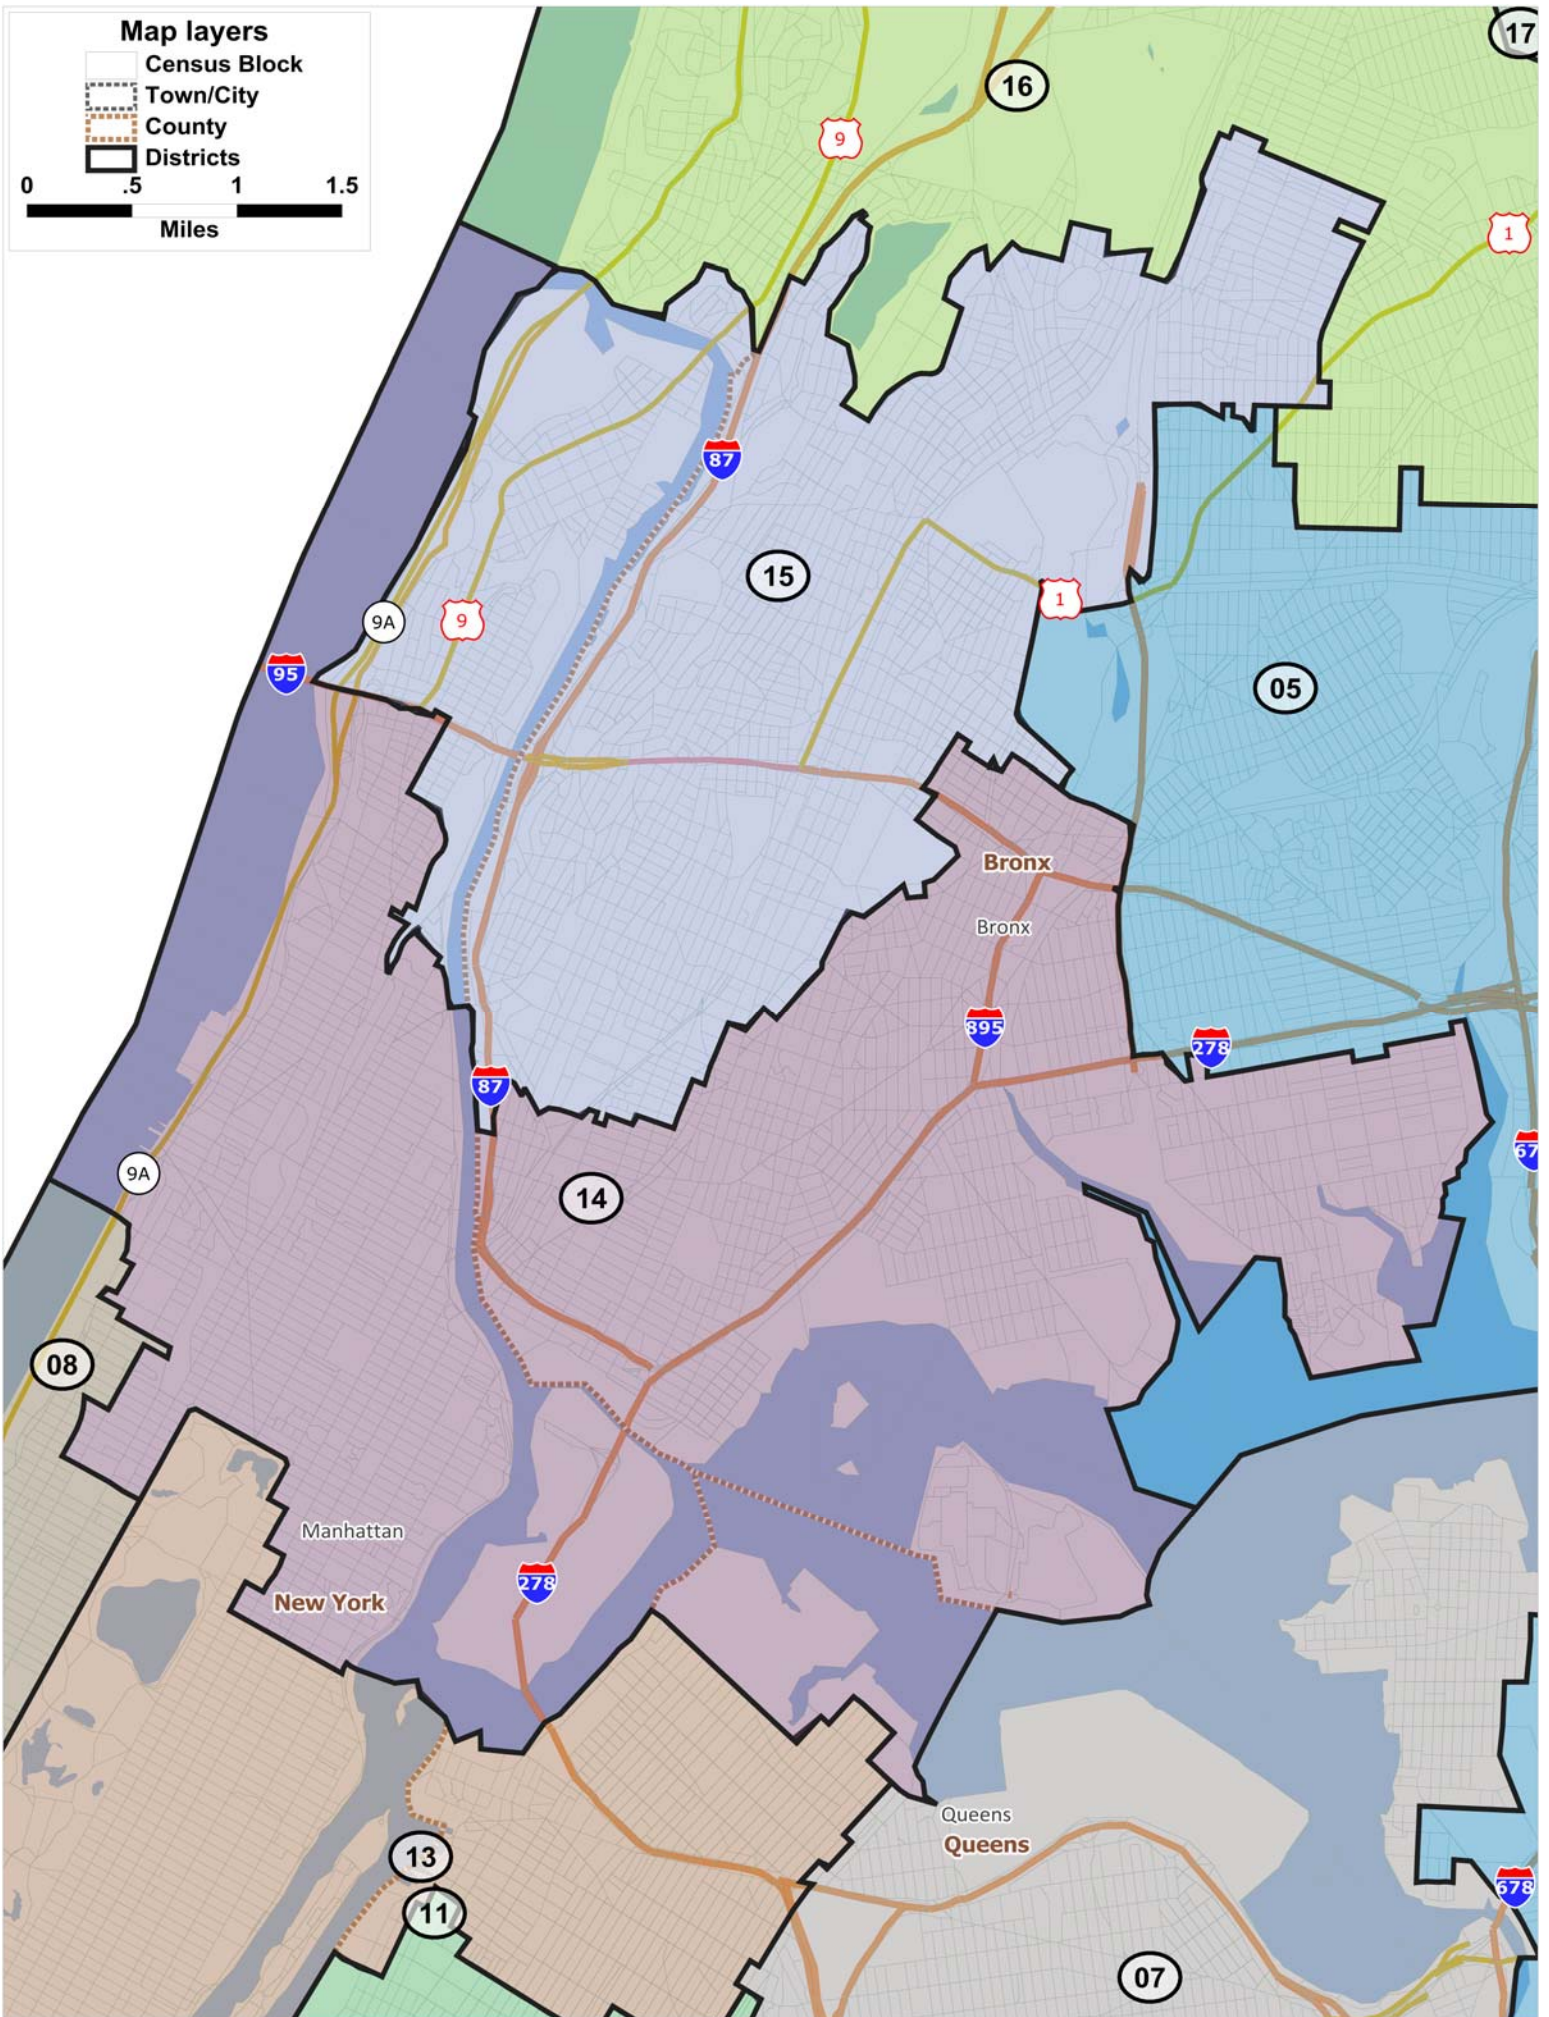 Map layers
Census Block
Town/City
County
Districts
0 .5 1 1.5
Miles
17
16
9
1
87
15
1
9A
9
95
05
Bronx
Bronx
895
278
87
67
9A
14
08
Manhattan
278
New York
Queens
Queens
13
678
11
07